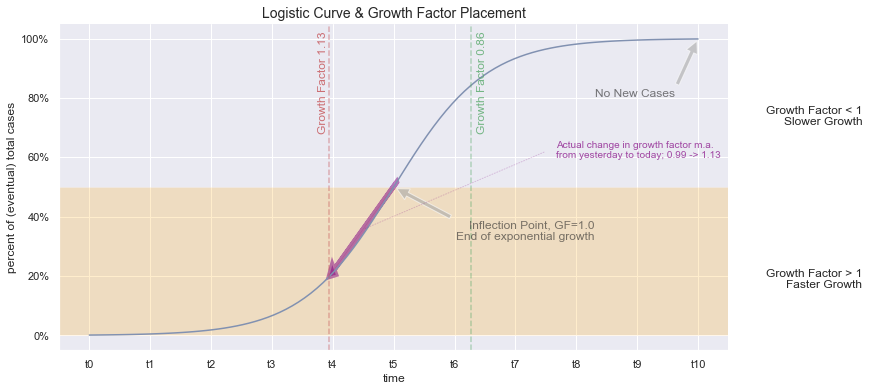 Logistic Curve & Growth Factor Placement
percent of (eventual) total cases
100%
80%
60%
40%
20%
0%
Growth Factor 1.13
Growth Factor 0.86
No New Cases
Actual change in growth factor m.a.
from yesterday to today; 0.99 -> 1.13
Inflection Point, GF=1.0
End of exponential growth
Growth Factor < 1
Slower Growth
Growth Factor > 1
Faster Growth
t0 t1 t2 t3 t4 t5 t6 t7 t8 t9 t10
time